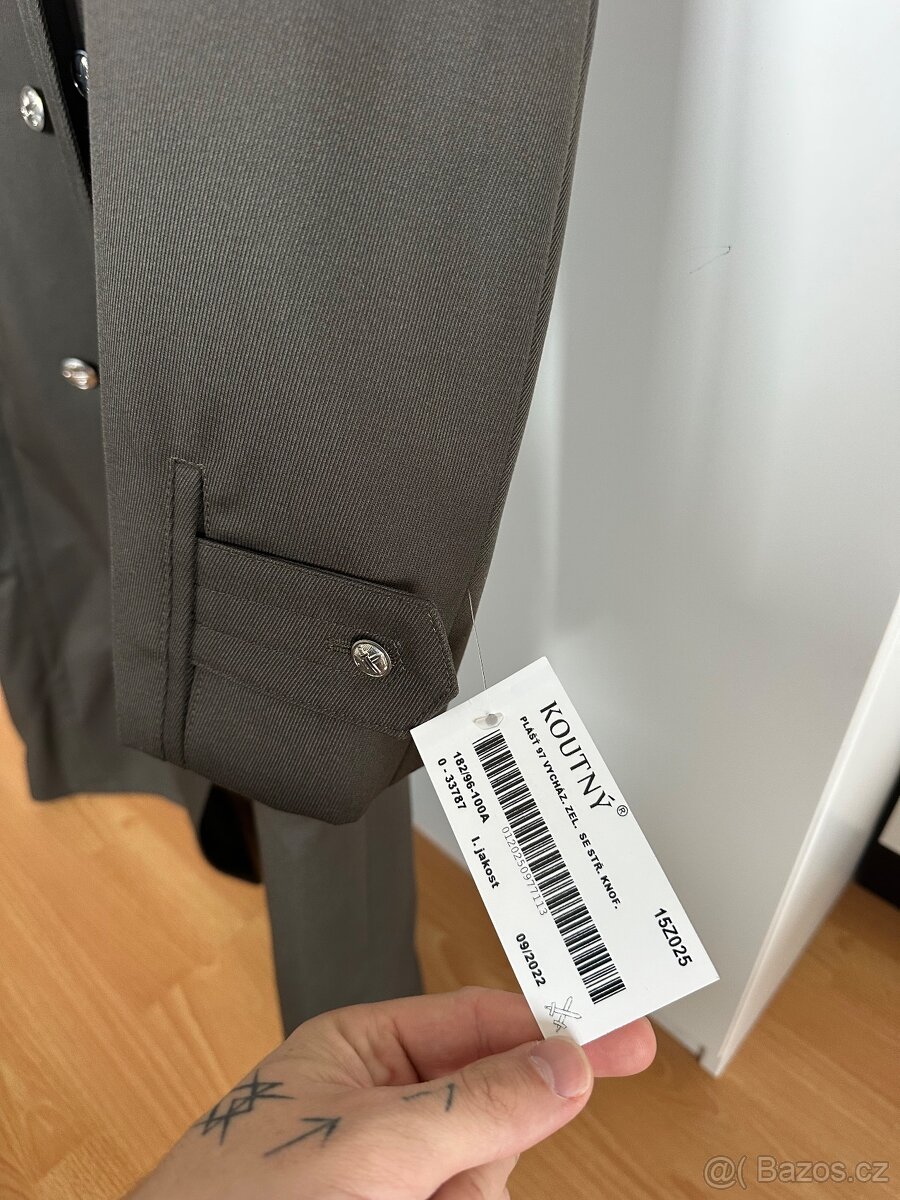 KOUTNÝ®
PLÁŠŤ 97 VYCHÁZ. ZEL. SE STŘ. KNOF.
15Z025
0120250977113
182/96-100A
I. jakost
0 - 33787
09/2022
@( Bazos.cz